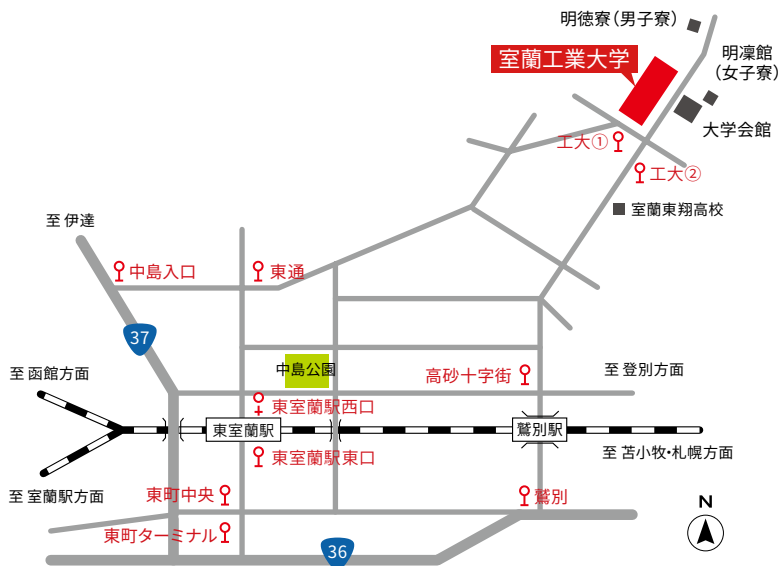 明徳寮(男子寮)
室蘭工業大学
明凜館
(女子寮)
大学会館
工大①
工大②
室蘭東翔高校
至 伊達
中島入口
東通
37
中島公園
高砂十字街
至 函館方面
至 登別方面
東室蘭駅西口
東室蘭駅
鷲別駅
東室蘭駅東口
至 苫小牧・札幌方面
至 室蘭駅方面
東町中央
鷲別
東町ターミナル
N
36